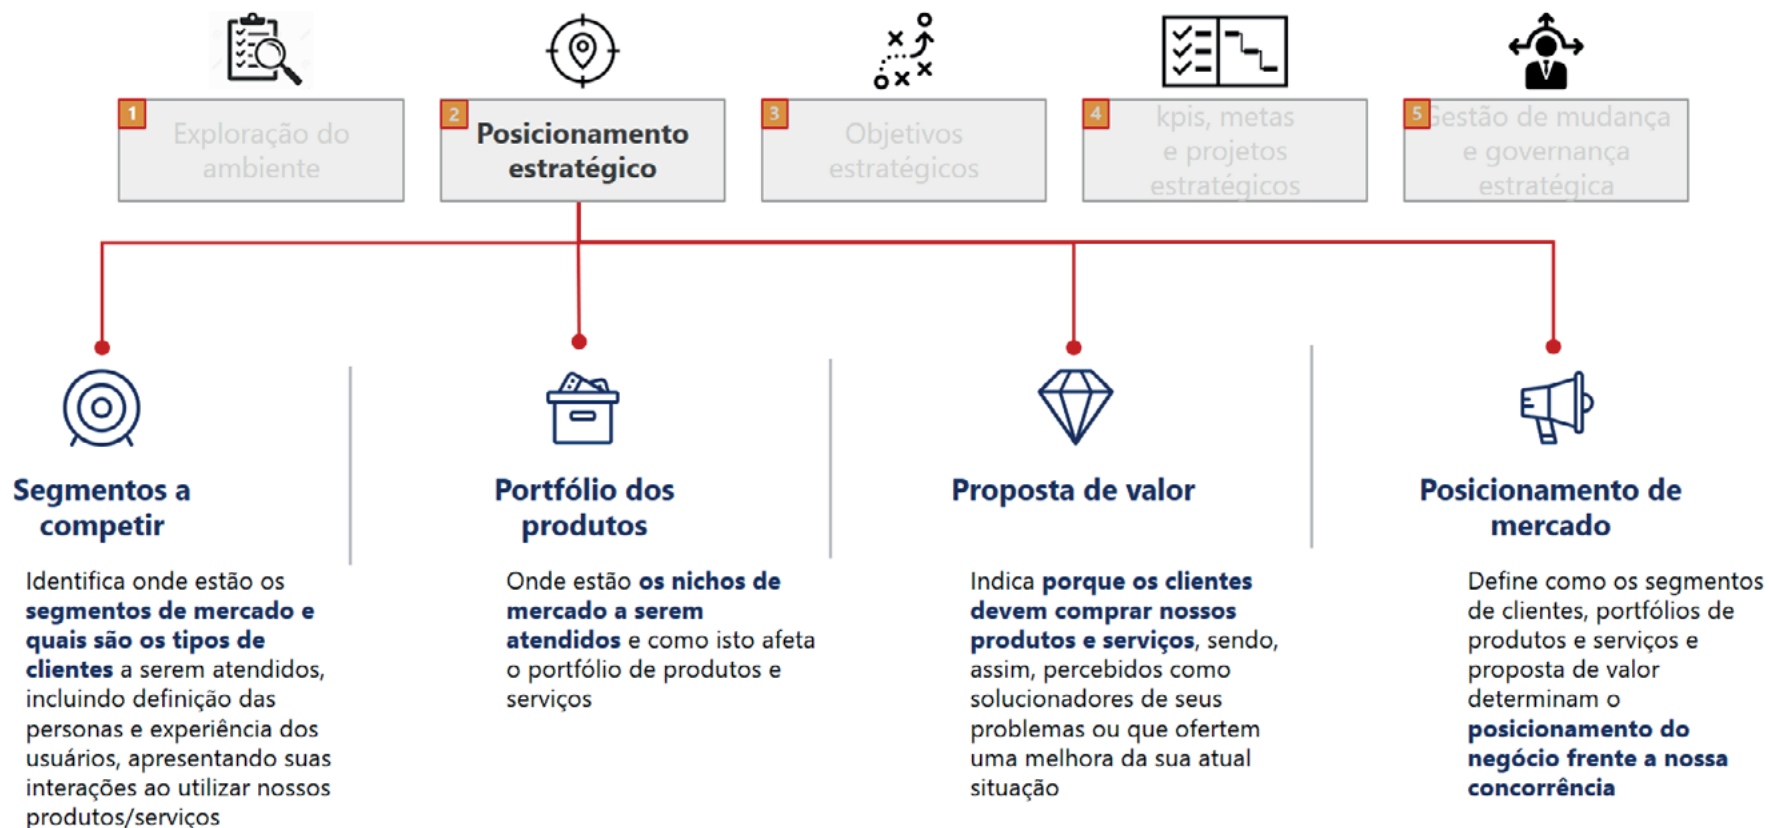 1
Exploração do
ambiente
2
Posicionamento
estratégico
3
Objetivos
estratégicos
4
kpis, metas
e projetos
estratégicos
5
Gestão de mudança
e governança
estratégica
Segmentos a
competir
Identifica onde estão os
segmentos de mercado e
quais são os tipos de
clientes a serem atendidos,
incluindo definição das
personas e experiência dos
usuários, apresentando suas
interações ao utilizar nossos
produtos/serviços
Portfólio dos
produtos
Onde estão os nichos de
mercado a serem
atendidos e como isto afeta
o portfólio de produtos e
serviços
Proposta de valor
Indica porque os clientes
devem comprar nossos
produtos e serviços, sendo,
assim, percebidos como
solucionadores de seus
problemas ou que ofertem
uma melhora da sua atual
situação
Posicionamento de
mercado
Define como os segmentos
de clientes, portfólios de
produtos e serviços e
proposta de valor
determinam o
posicionamento do
negócio frente a nossa
concorrência